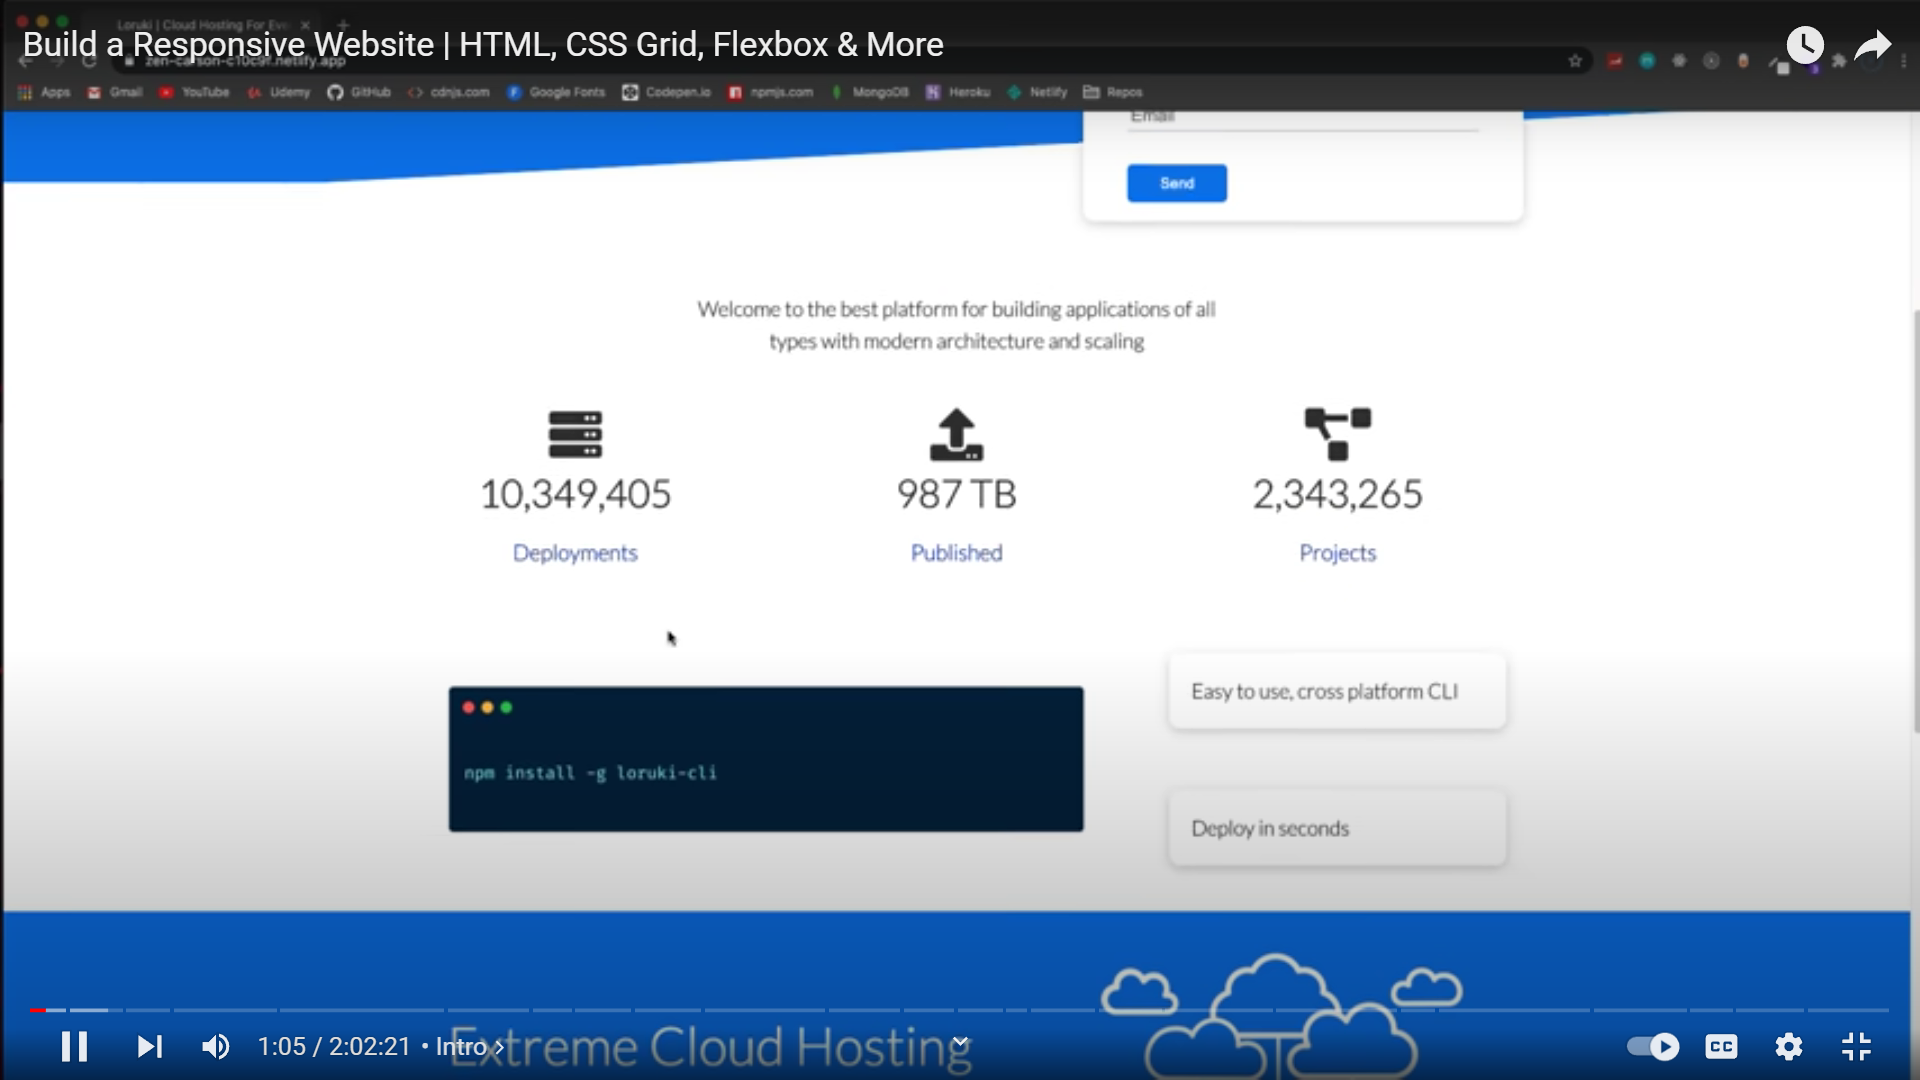 Loruki | Cloud Hosting For Eve
Build a Responsive Website | HTML, CSS Grid, Flexbox & More
zen-carson-c10c9f.netlify.app
Apps Gmail YouTube Udemy GitHub cdnjs.com Google Fonts Codepen.io npmjs.com MongoDB Heroku Netlify Repos
Email
Send
Welcome to the best platform for building applications of all
types with modern architecture and scaling
10,349,405 987 TB 2,343,265
Deployments Published Projects
Easy to use, cross platform CLI
npm install -g loruki-cli
Deploy in seconds
Extreme Cloud Hosting
1:05 / 2:02:21 • Intro
CC